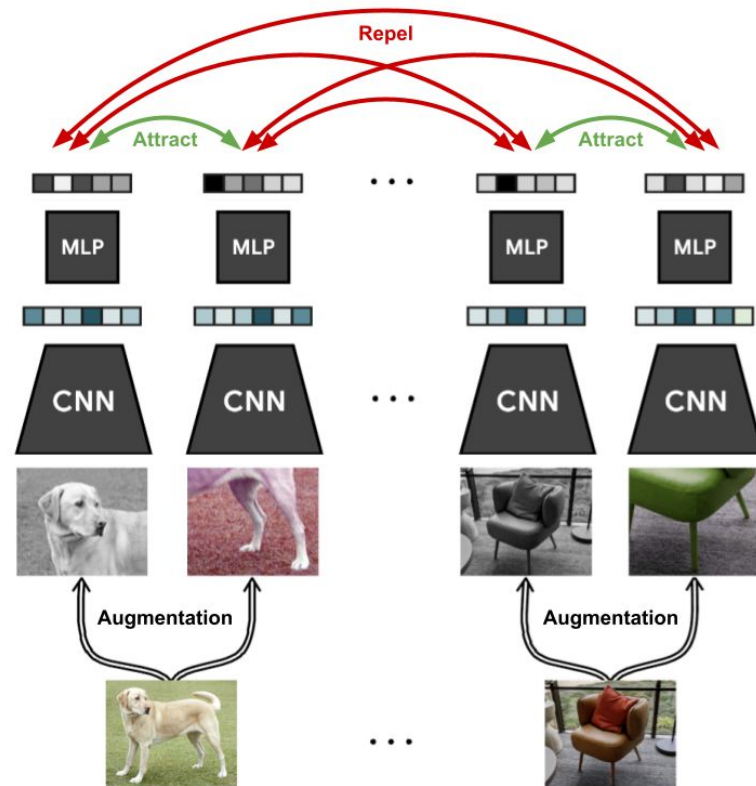 Repel
Attract
Attract
MLP
MLP
MLP
MLP
CNN
CNN
CNN
CNN
Augmentation
Augmentation